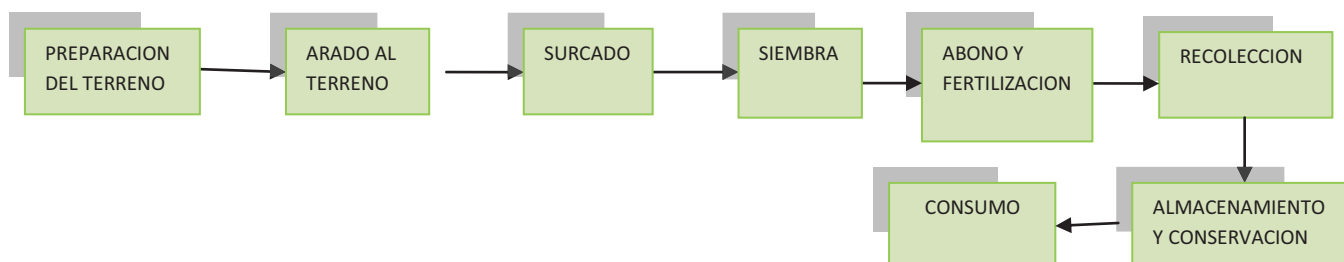 PREPARACION
DEL TERRENO
ARADO AL
TERRENO
SURCADO
SIEMBRA
ABONO Y
FERTILIZACION
RECOLECCION
ALMACENAMIENTO
Y CONSERVACION
CONSUMO